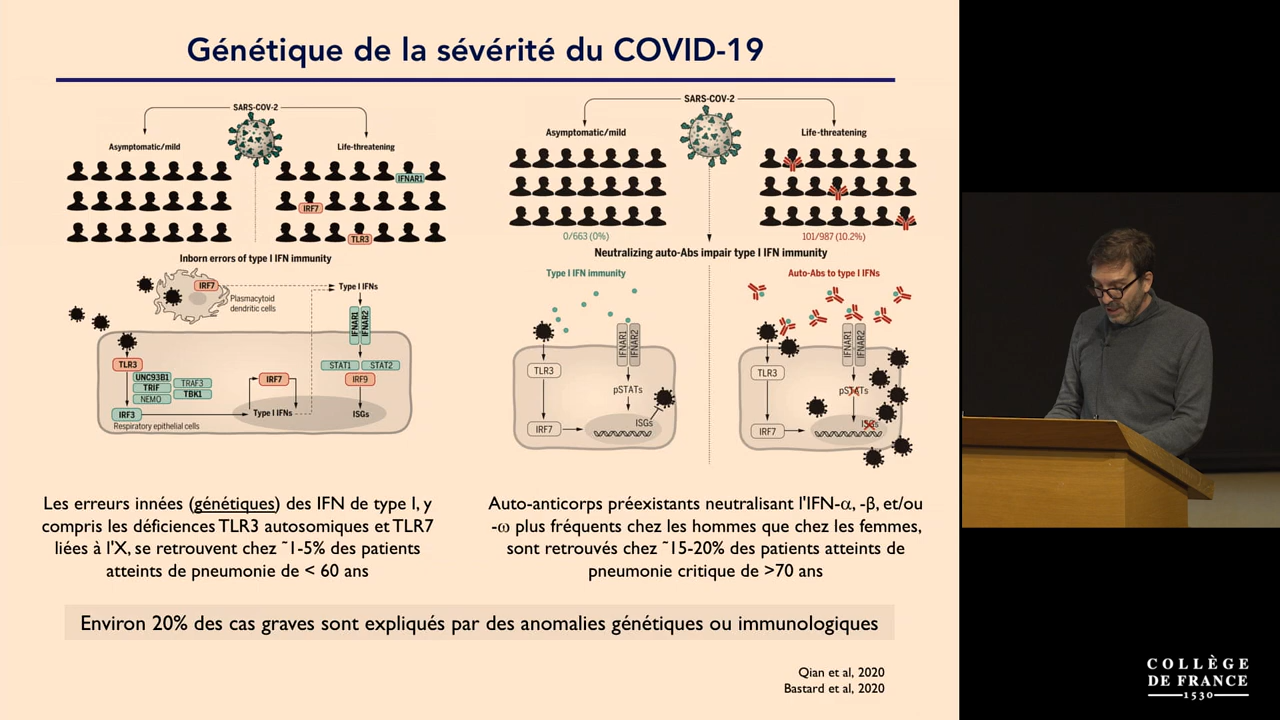 Génétique de la sévérité du COVID-19
SARS-COV-2
Asymptomatic/mild
Life-threatening
IFNAR1
IRF7
TLR3
Inborn errors of type I IFN immunity
IRF7
Plasmacytoid
dendritic cells
Type I IFNs
IFNAR1
IFNAR2
TLR3
UNC93B1
TRIF
NEMO
TRAF3
TBK1
IRF3
IRF7
Type I IFNs
STAT1
STAT2
IRF9
ISGs
Respiratory epithelial cells
SARS-COV-2
Asymptomatic/mild
Life-threatening
0/663 (0%)
101/987 (10.2%)
Neutralizing auto-Abs impair type I IFN immunity
Type I IFN immunity
Auto-Abs to type I IFNs
IFNAR1
IFNAR2
TLR3
pSTATs
ISGs
IRF7
IFNAR1
IFNAR2
TLR3
pSTATs
ISGs
IRF7
Les erreurs innées (génétiques) des IFN de type I, y
compris les déficiences TLR3 autosomiques et TLR7
liées à l'X, se retrouvent chez ˜1-5% des patients
atteints de pneumonie de < 60 ans
Auto-anticorps préexistants neutralisant l'IFN-α, -β, et/ou
-ω plus fréquents chez les hommes que chez les femmes,
sont retrouvés chez ˜15-20% des patients atteints de
pneumonie critique de >70 ans
Environ 20% des cas graves sont expliqués par des anomalies génétiques ou immunologiques
Qian et al, 2020
Bastard et al, 2020
COLLÈGE
DE FRANCE
1530